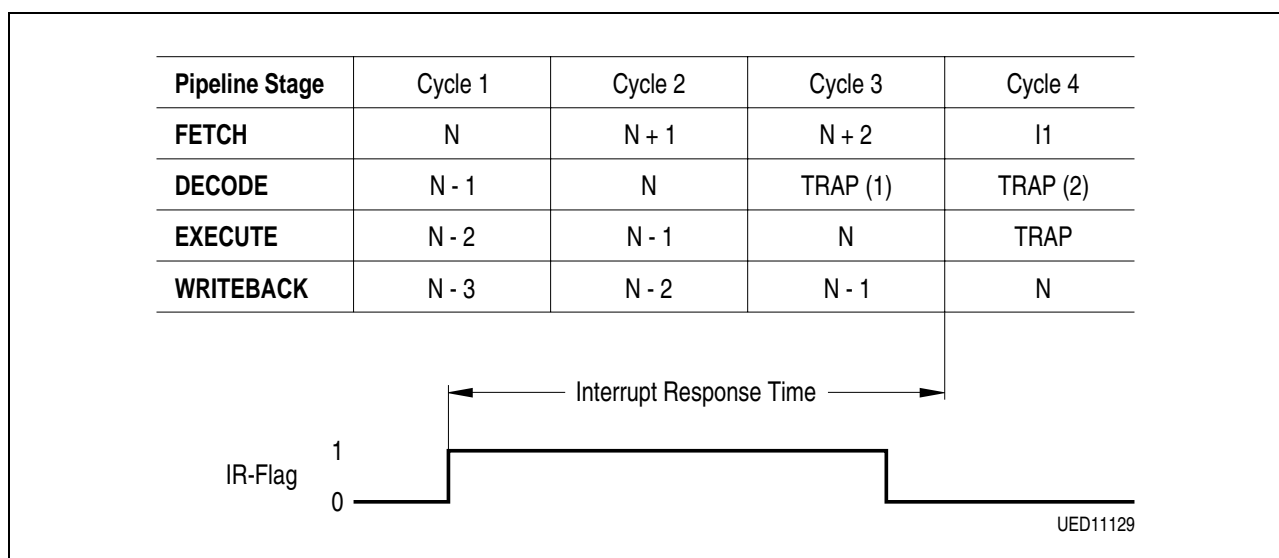 Pipeline Stage Cycle 1 Cycle 2 Cycle 3 Cycle 4
FETCH N N + 1 N + 2 I1
DECODE N - 1 N TRAP (1) TRAP (2)
EXECUTE N - 2 N - 1 N TRAP
WRITEBACK N - 3 N - 2 N - 1 N
Interrupt Response Time
1
IR-Flag
0
UED11129